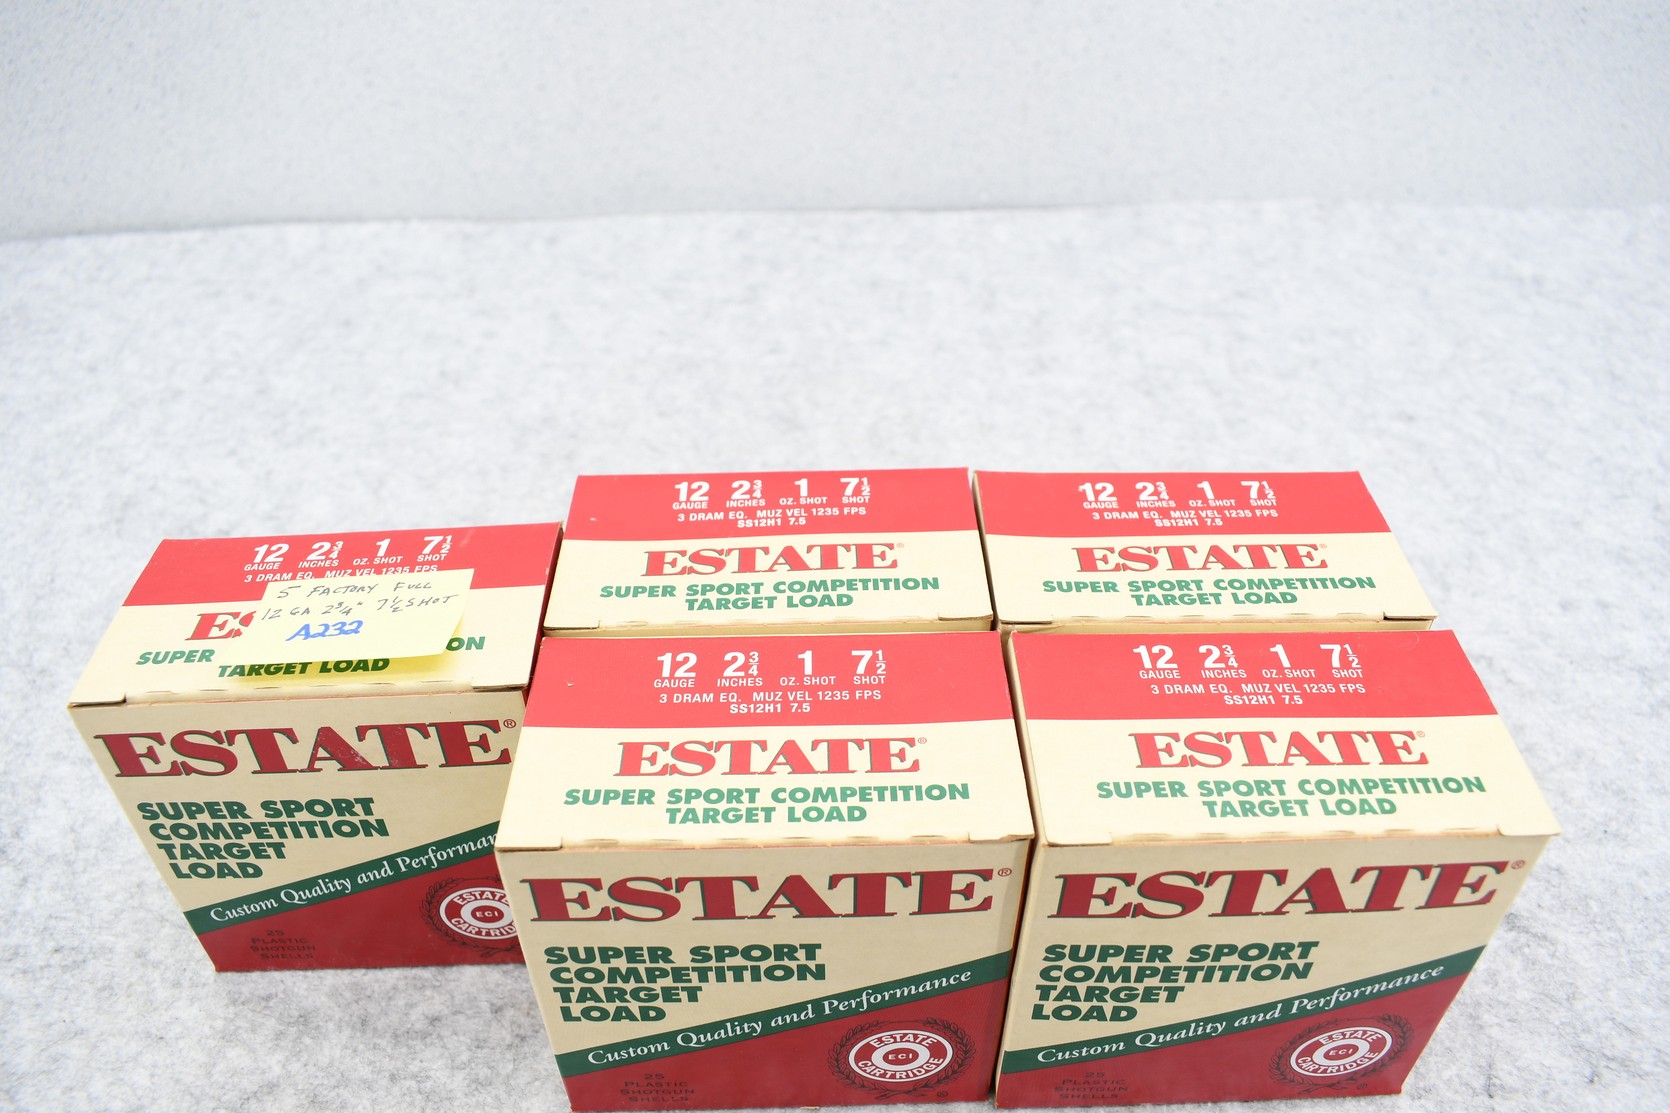 12 2¾ 1 7½
GAUGE INCHES OZ. SHOT SHOT
3 DRAM EQ. MUZ VEL 1235 FPS
5 FACTORY FULL
12 GA 2¾" 7½ SHOT
A232
SUPER
TARGET LOAD
ESTATE®
SUPER SPORT
COMPETITION
TARGET
LOAD
Custom Quality and
ESTATE
ECI
25
PLASTIC
SHOTGUN
SHELLS
12 2¾ 1 7½
GAUGE INCHES OZ. SHOT SHOT
3 DRAM EQ. MUZ VEL 1235 FPS
SS12H1 7.5
ESTATE®
SUPER SPORT COMPETITION
TARGET LOAD
12 2¾ 1 7½
GAUGE INCHES OZ. SHOT SHOT
3 DRAM EQ. MUZ VEL 1235 FPS
SS12H1 7.5
ESTATE®
SUPER SPORT COMPETITION
TARGET LOAD
12 2¾ 1 7½
GAUGE INCHES OZ. SHOT SHOT
3 DRAM EQ. MUZ VEL 1235 FPS
SS12H1 7.5
ESTATE®
SUPER SPORT COMPETITION
TARGET LOAD
ESTATE®
SUPER SPORT
COMPETITION
TARGET
LOAD
Custom Quality and Performance
ESTATE
ECI
CARTRIDGE
25
PLASTIC
SHOTGUN
SHELLS
12 2¾ 1 7½
GAUGE INCHES OZ. SHOT SHOT
3 DRAM EQ. MUZ VEL 1235 FPS
SS12H1 7.5
ESTATE®
SUPER SPORT COMPETITION
TARGET LOAD
ESTATE®
SUPER SPORT
COMPETITION
TARGET
LOAD
Custom Quality and Performance
ESTATE
ECI
CARTRIDGE
25
PLASTIC
SHOTGUN
SHELLS